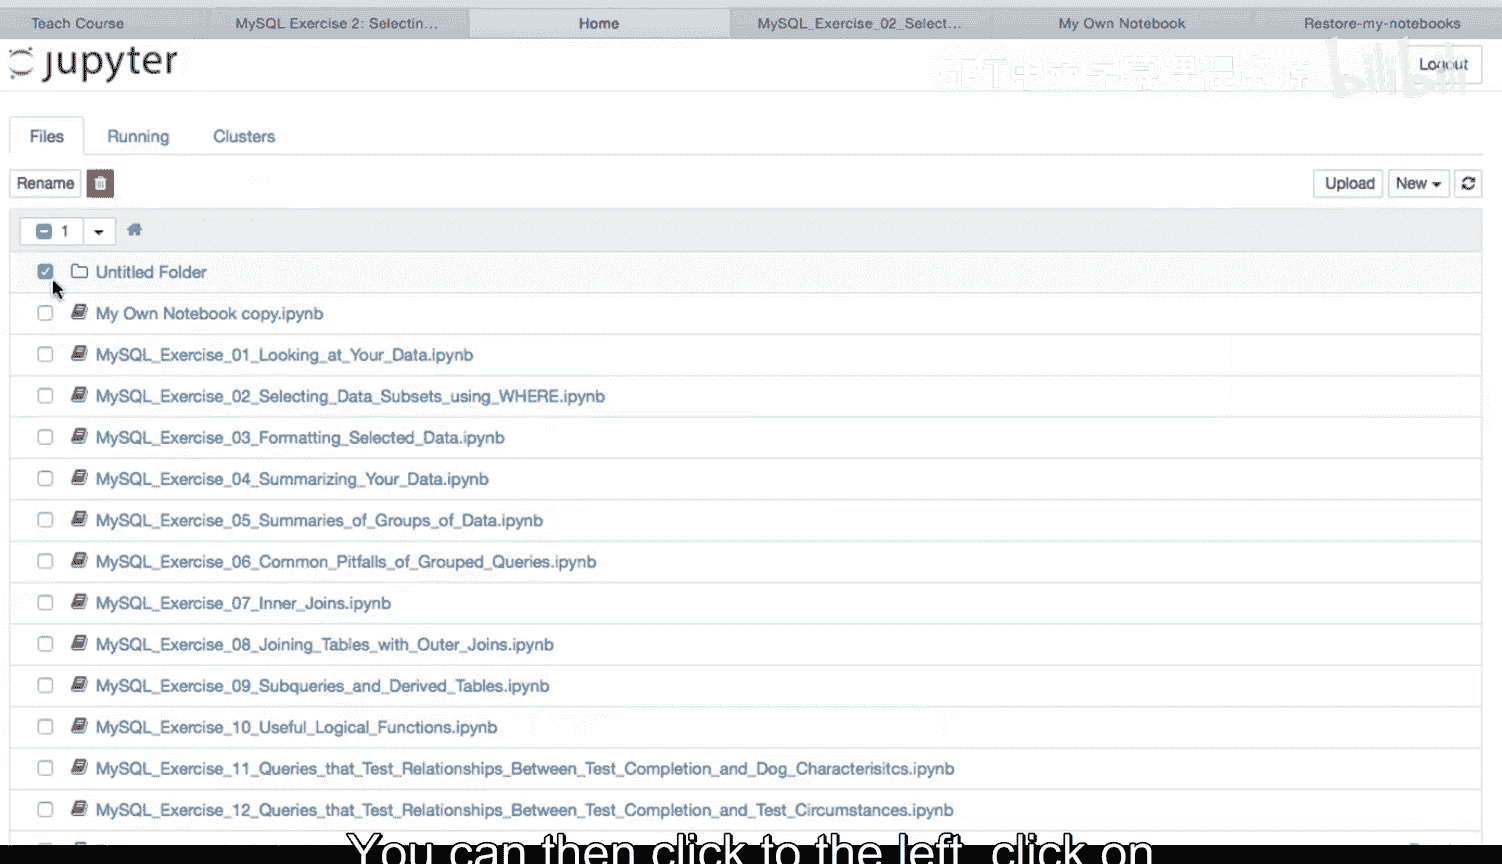 Teach Course MySQL Exercise 2: Selectin... Home MySQL_Exercise_02_Select... My Own Notebook Restore-my-notebooks
jupyter Logout
bilibili
Files Running Clusters
Rename Upload New
1
Untitled Folder
My Own Notebook copy.ipynb
MySQL_Exercise_01_Looking_at_Your_Data.ipynb
MySQL_Exercise_02_Selecting_Data_Subsets_using_WHERE.ipynb
MySQL_Exercise_03_Formatting_Selected_Data.ipynb
MySQL_Exercise_04_Summarizing_Your_Data.ipynb
MySQL_Exercise_05_Summaries_of_Groups_of_Data.ipynb
MySQL_Exercise_06_Common_Pitfalls_of_Grouped_Queries.ipynb
MySQL_Exercise_07_Inner_Joins.ipynb
MySQL_Exercise_08_Joining_Tables_with_Outer_Joins.ipynb
MySQL_Exercise_09_Subqueries_and_Derived_Tables.ipynb
MySQL_Exercise_10_Useful_Logical_Functions.ipynb
MySQL_Exercise_11_Queries_that_Test_Relationships_Between_Test_Completion_and_Dog_Characterisitcs.ipynb
MySQL_Exercise_12_Queries_that_Test_Relationships_Between_Test_Completion_and_Test_Circumstances.ipynb
You can then click to the left, click on